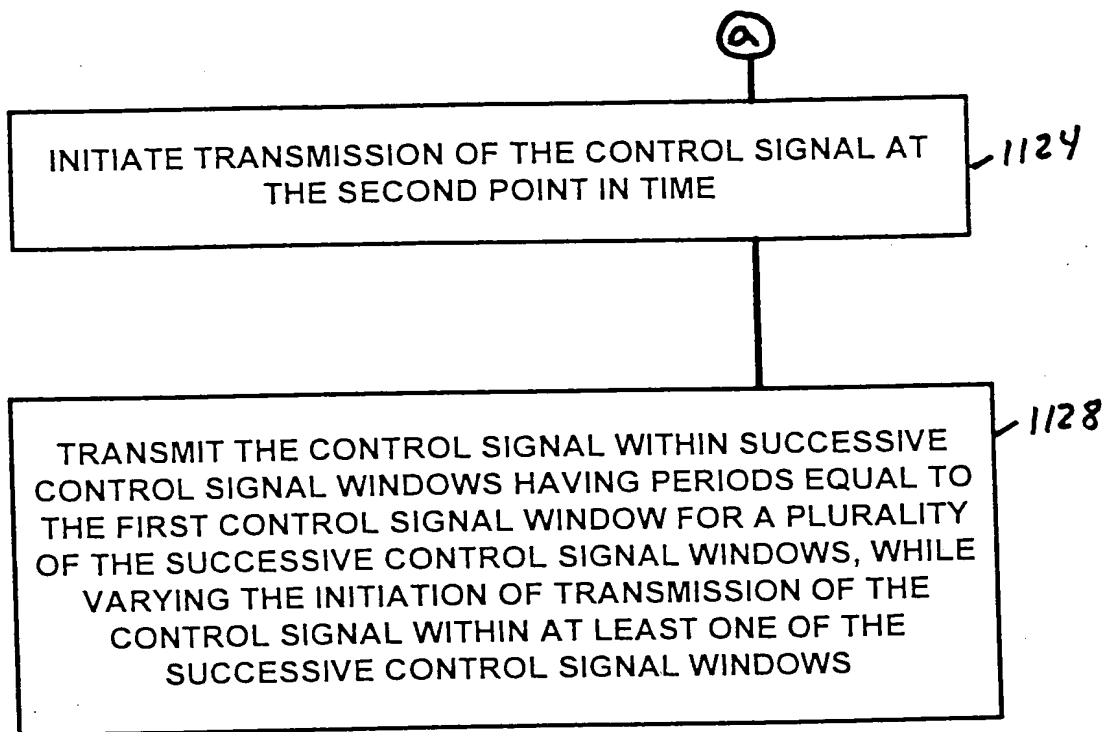 a
INITIATE TRANSMISSION OF THE CONTROL SIGNAL AT
THE SECOND POINT IN TIME
1124
TRANSMIT THE CONTROL SIGNAL WITHIN SUCCESSIVE
CONTROL SIGNAL WINDOWS HAVING PERIODS EQUAL TO
THE FIRST CONTROL SIGNAL WINDOW FOR A PLURALITY
OF THE SUCCESSIVE CONTROL SIGNAL WINDOWS, WHILE
VARYING THE INITIATION OF TRANSMISSION OF THE
CONTROL SIGNAL WITHIN AT LEAST ONE OF THE
SUCCESSIVE CONTROL SIGNAL WINDOWS
1128